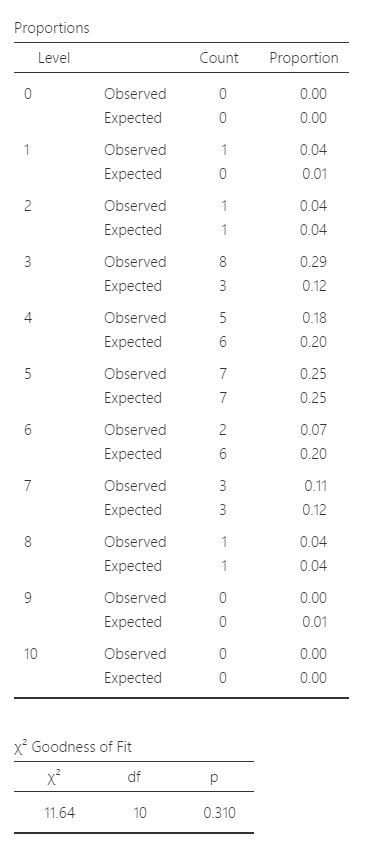 Proportions
Level Count Proportion
0 Observed 0 0.00
Expected 0 0.00
1 Observed 1 0.04
Expected 0 0.01
2 Observed 1 0.04
Expected 1 0.04
3 Observed 8 0.29
Expected 3 0.12
4 Observed 5 0.18
Expected 6 0.20
5 Observed 7 0.25
Expected 7 0.25
6 Observed 2 0.07
Expected 6 0.20
7 Observed 3 0.11
Expected 3 0.12
8 Observed 1 0.04
Expected 1 0.04
9 Observed 0 0.00
Expected 0 0.01
10 Observed 0 0.00
Expected 0 0.00
χ² Goodness of Fit
χ² df p
11.64 10 0.310